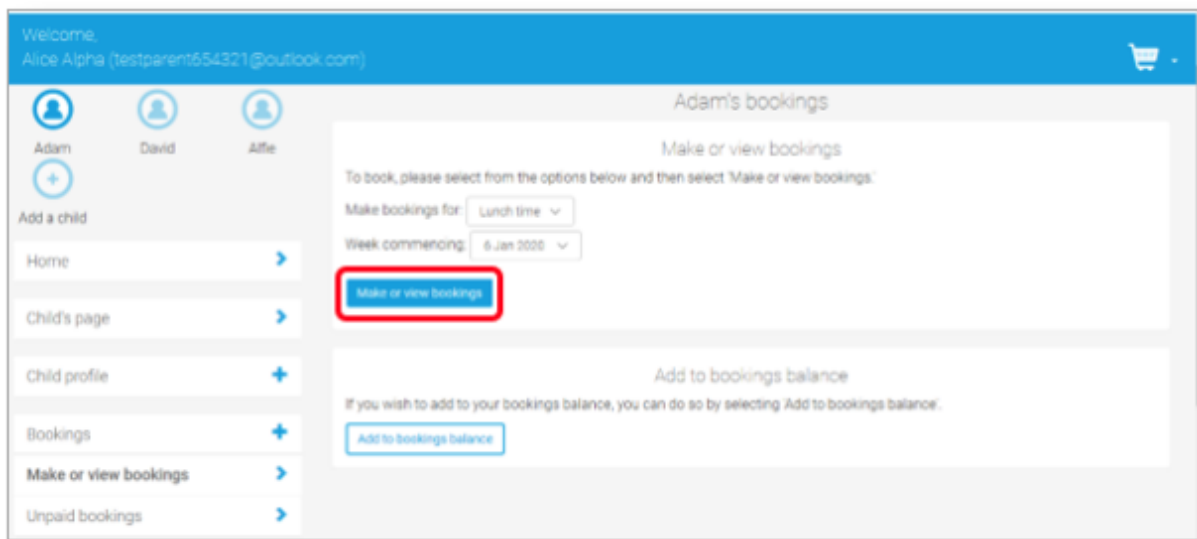 Welcome,
Alice Alpha (testparent654321@outlook.com)
Adam
David
Alfie
Add a child
Home
Child's page
Child profile
Bookings
Make or view bookings
Unpaid bookings
Adam's bookings
Make or view bookings
To book, please select from the options below and then select 'Make or view bookings.'
Make bookings for: Lunch time
Week commencing: 6 Jan 2020
Make or view bookings
Add to bookings balance
If you wish to add to your bookings balance, you can do so by selecting 'Add to bookings balance'.
Add to bookings balance